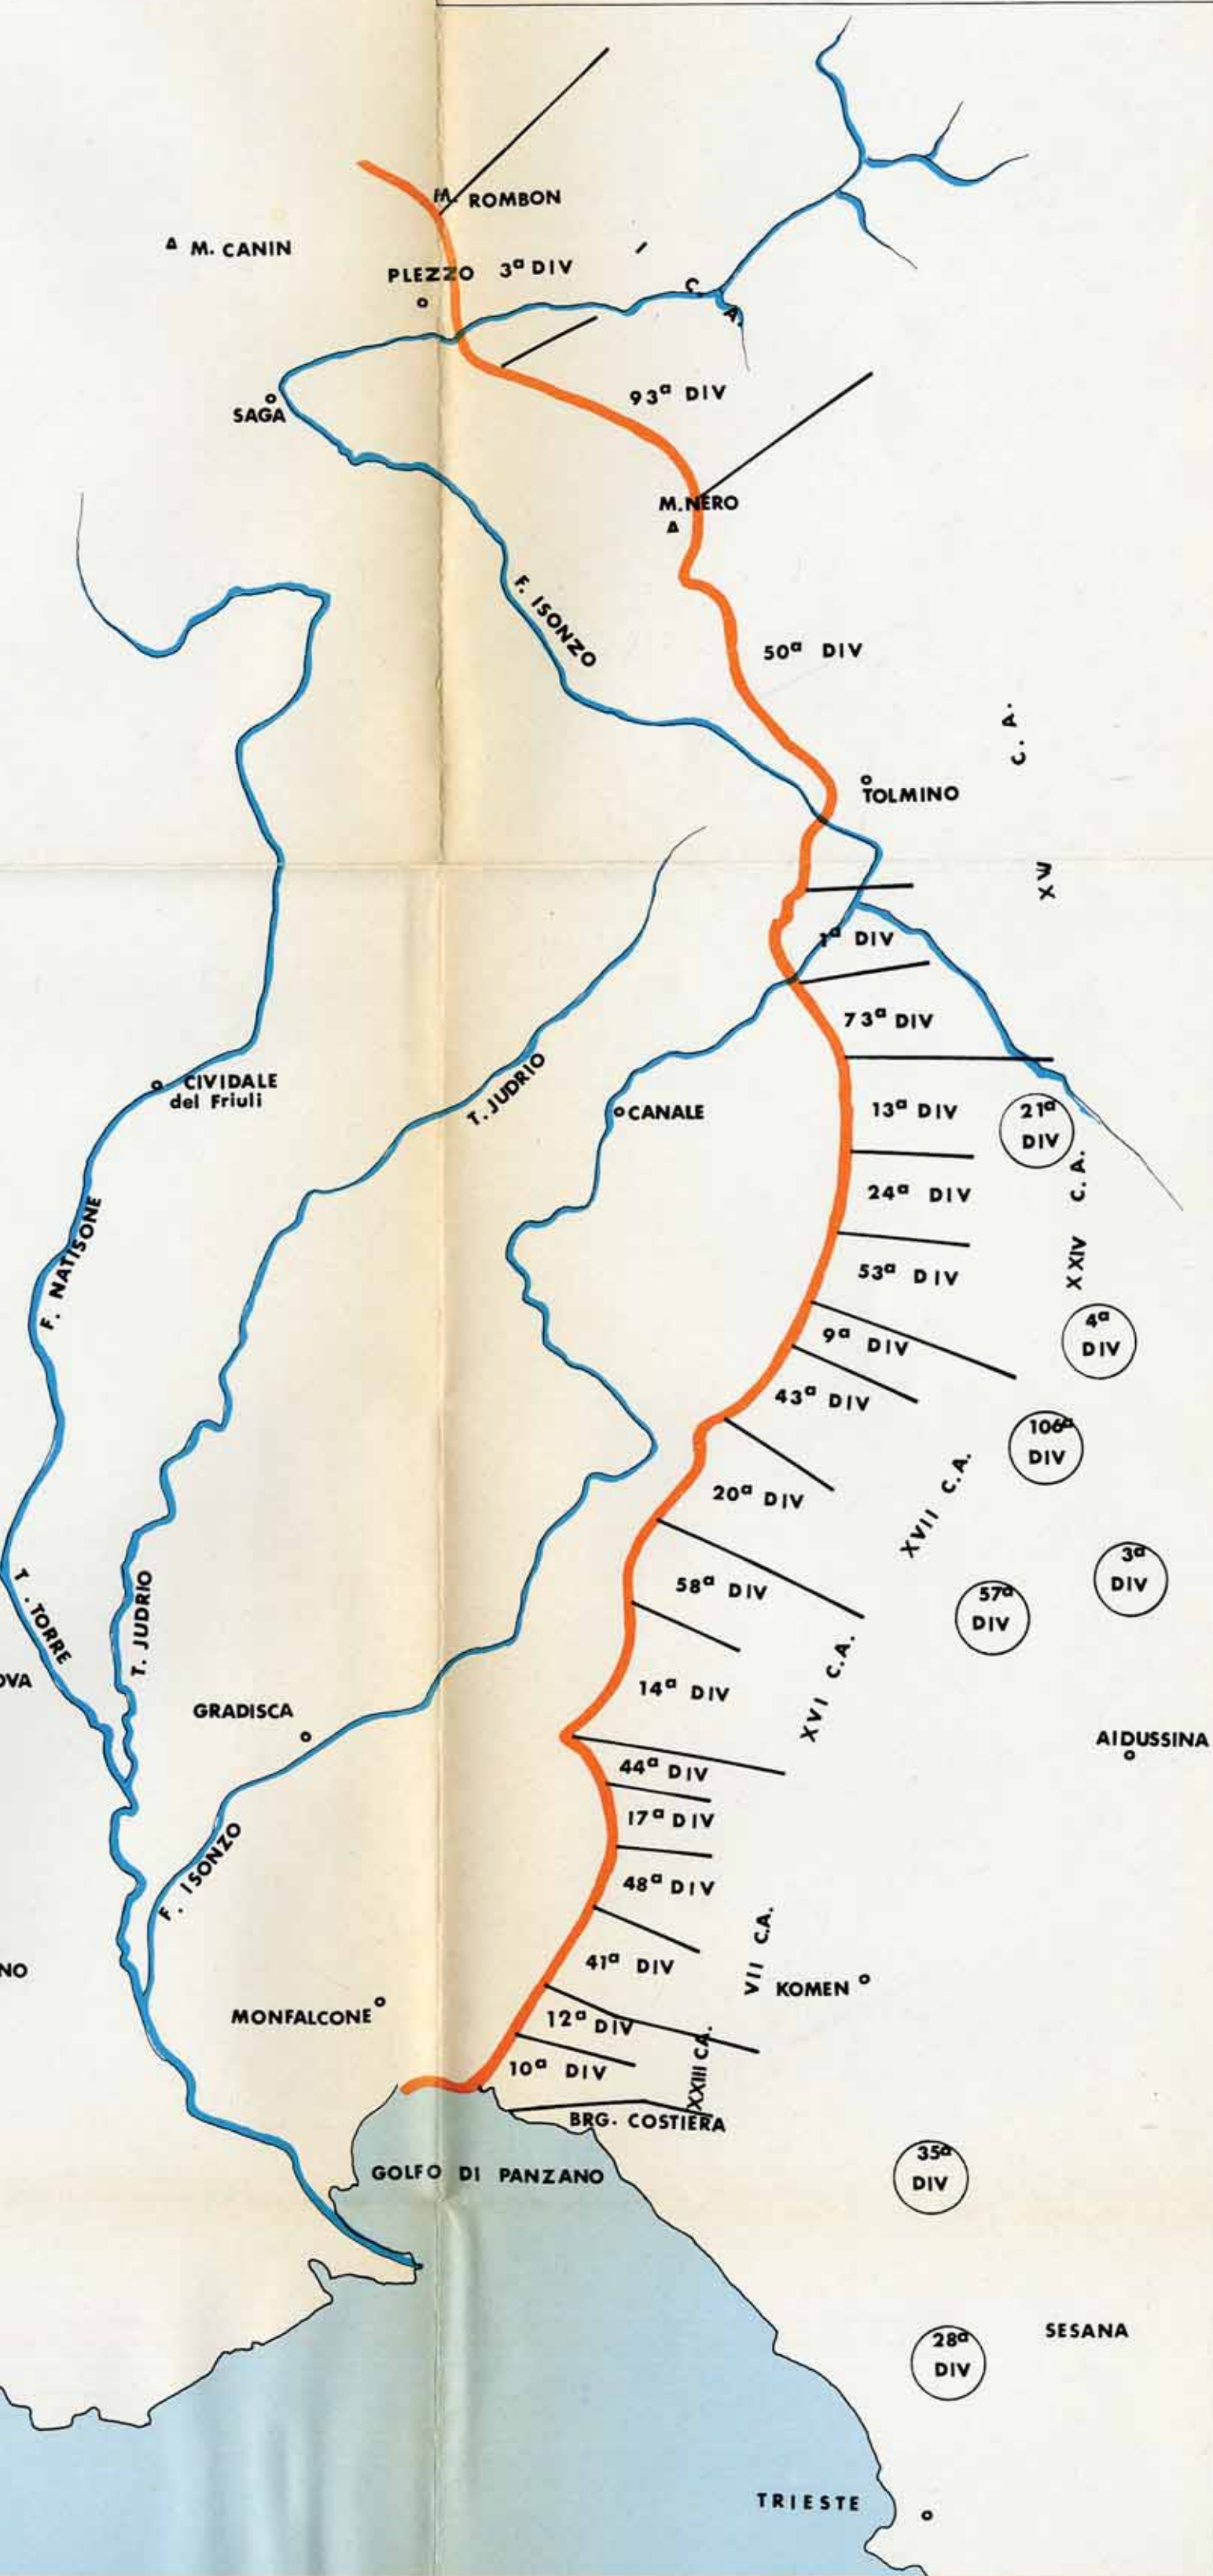 M. ROMBON
M. CANIN
PLEZZO 3ª DIV
I C. A.
93ª DIV
SAGA
M. NERO
F. ISONZO
50ª DIV
C. A.
TOLMINO
XV
1ª DIV
73ª DIV
T. JUDRIO
CIVIDALE
del Friuli
CANALE
13ª DIV
21ª
DIV
24ª DIV
XXIV C. A.
F. NATISONE
53ª DIV
9ª DIV
4ª
DIV
43ª DIV
106ª
DIV
20ª DIV
XVII C.A.
3ª
DIV
58ª DIV
57ª
DIV
T. TORRE
T. JUDRIO
OVA
14ª DIV
XVI C.A.
GRADISCA
AIDUSSINA
44ª DIV
17ª DIV
F. ISONZO
48ª DIV
VII C.A.
41ª DIV
NO
KOMEN
MONFALCONE
12ª DIV
XXIII C.A.
10ª DIV
BRG. COSTIERA
GOLFO DI PANZANO
35ª
DIV
SESANA
28ª
DIV
TRIESTE